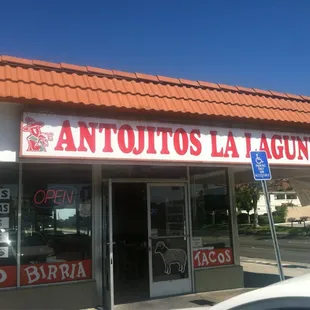 ANTOJITOS LA LAGUN
OPEN
BIRRIA
TACOS